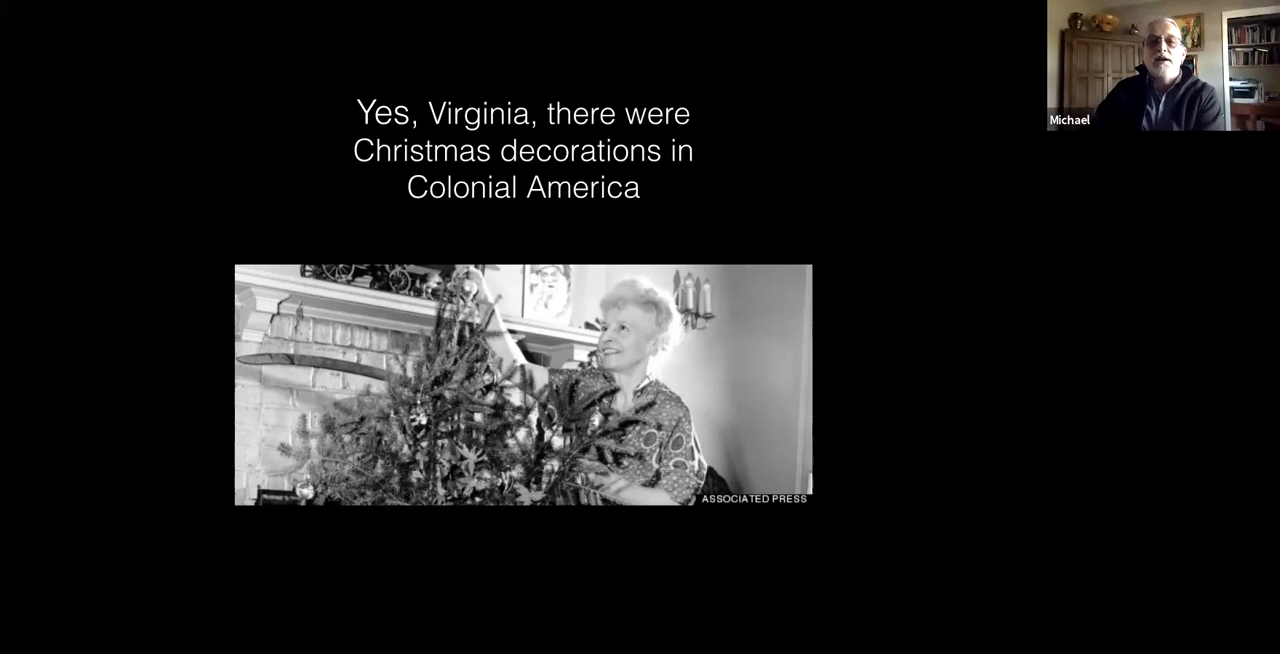 Yes, Virginia, there were
Christmas decorations in
Colonial America
Michael
ASSOCIATED PRESS